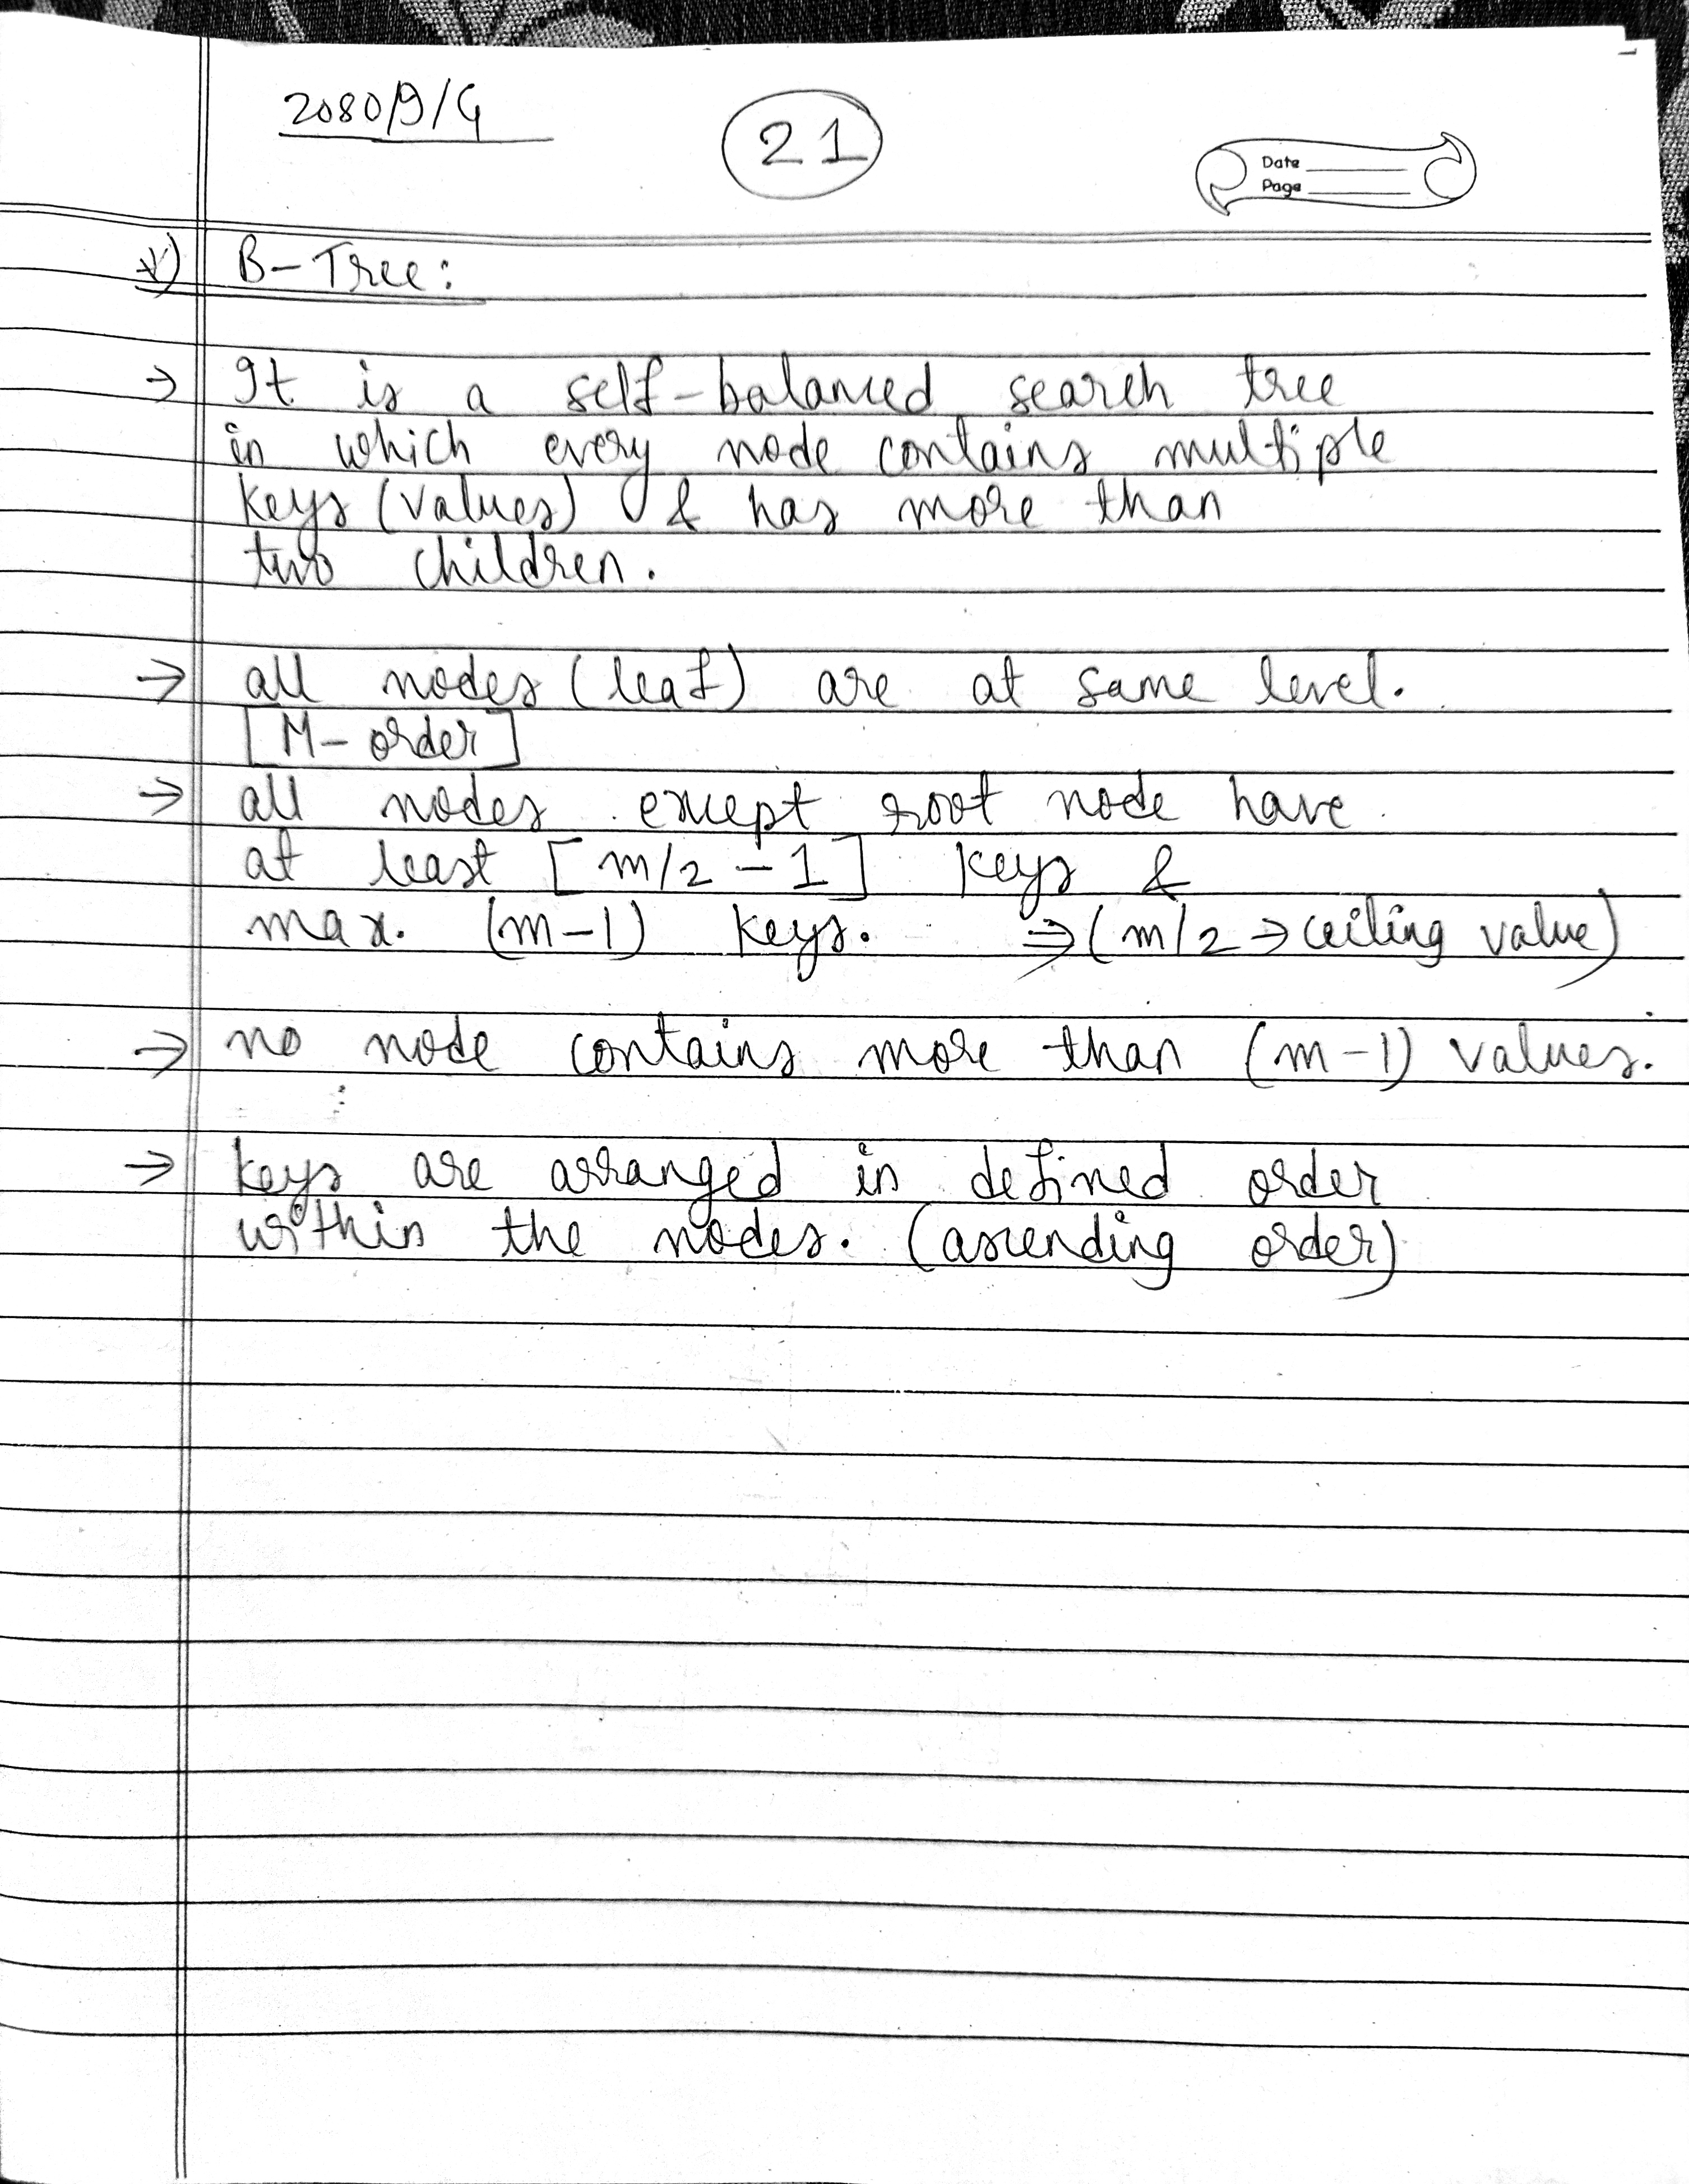 2080/9/4
21
Date
Page
v) B-Tree:
→ It is a self-balanced search tree
in which every node contains multiple
keys (values) & has more than
two children.
→ all nodes (leaf) are at same level.
[M-order]
→ all nodes except root node have
at least [m/2 - 1] keys &
max. (m-1) keys. ⇒ (m/2 → ceiling value)
→ no node contains more than (m-1) values.
→ keys are arranged in defined order
within the nodes. (ascending order)